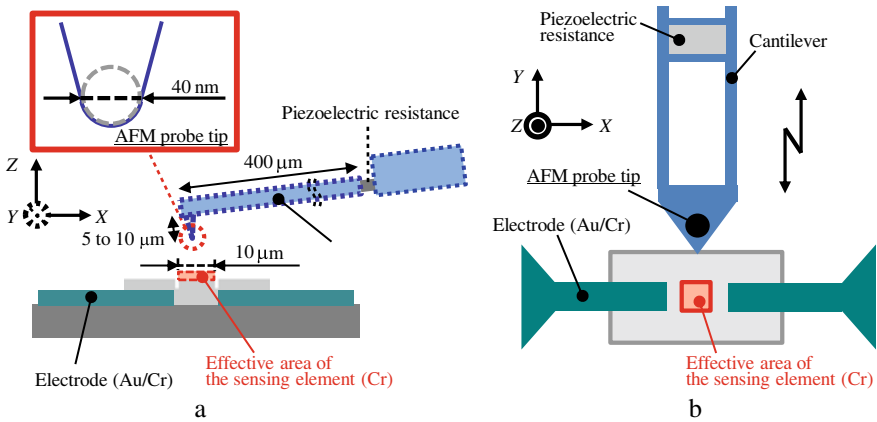 40 nm
AFM probe tip
Piezoelectric resistance
400 μm
Z
Y
X
5 to 10 μm
10 μm
Electrode (Au/Cr)
Effective area of
the sensing element (Cr)
a
b
Piezoelectric
resistance
Cantilever
Y
Z
X
AFM probe tip
Electrode (Au/Cr)
Effective area of
the sensing element (Cr)